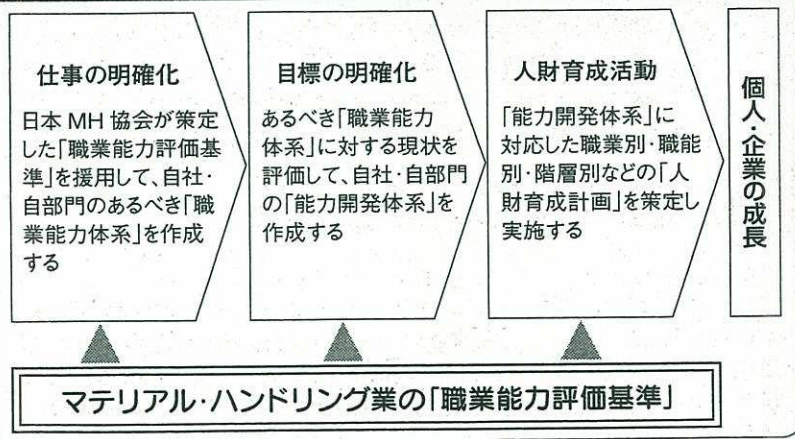 仕事の明確化
日本 MH 協会が策定
した「職業能力評価基
準」を援用して、自社・
自部門のあるべき「職
業能力体系」を作成
する
目標の明確化
あるべき「職業能力
体系」に対する現状を
評価して、自社・自部門
の「能力開発体系」を
作成する
人財育成活動
「能力開発体系」に
対応した職業別・職能
別・階層別などの「人
財育成計画」を策定し
実施する
個人・企業の成長
マテリアル・ハンドリング業の「職業能力評価基準」